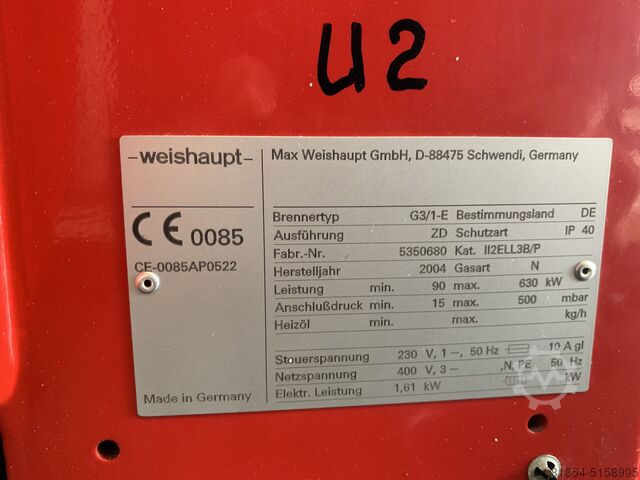 U2
-weishaupt-
Max Weishaupt GmbH, D-88475 Schwendi, Germany
CE 0085
CE-0085AP0522
Brennertyp G3/1-E Bestimmungsland DE
Ausführung ZD Schutzart IP 40
Fabr.-Nr. 5350680 Kat. II2ELL3B/P
Herstelljahr 2004 Gasart N
Leistung min. 90 max. 630 kW
Anschlußdruck min. 15 max. 500 mbar
Heizöl min. max. kg/h
Steuerspannung 230 V, 1~, 50 Hz 10 A gl
Netzspannung 400 V, 3~ ,N,PE 50 Hz
Elektr. Leistung 1,61 kW kW
Made in Germany
31854-5158995